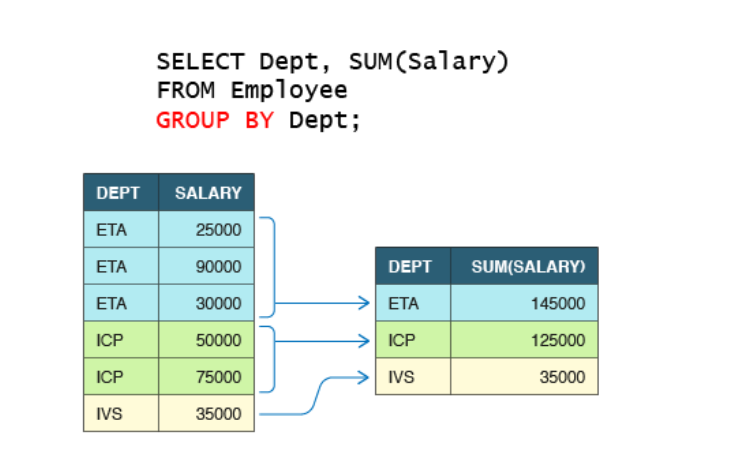 SELECT Dept, SUM(Salary)
FROM Employee
GROUP BY Dept;
DEPT SALARY
ETA 25000
ETA 90000
ETA 30000
ICP 50000
ICP 75000
IVS 35000
DEPT SUM(SALARY)
ETA 145000
ICP 125000
IVS 35000